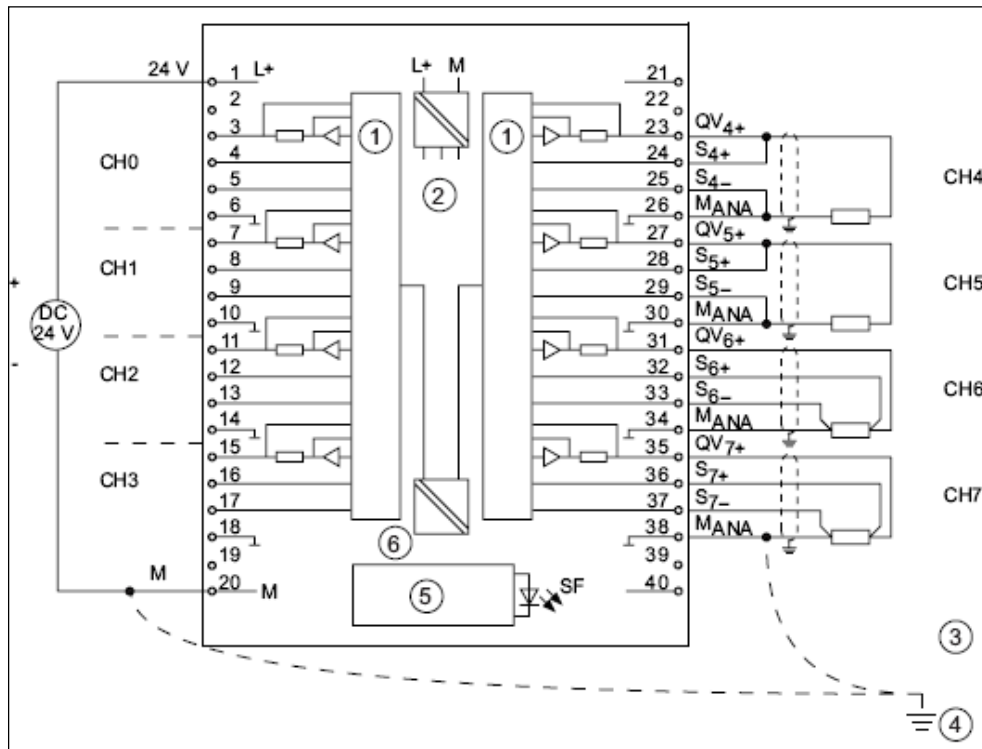 24 V 1 L+ L+ M 21
2 22
3 ① ① 23 QV4+
CH0 4 24 S4+ CH4
5 ② 25 S4–
6 26 MANA
7 27 QV5+
CH1 8 28 S5+ CH5
+ 9 29 S5–
DC 24 V 10 30 MANA
- 11 31 QV6+
CH2 12 32 S6+ CH6
13 33 S6–
14 34 MANA
15 35 QV7+
CH3 16 36 S7+ CH7
17 37 S7–
18 ⑥ 38 MANA
19 39
M 20 M ⑤ SF 40
③
④